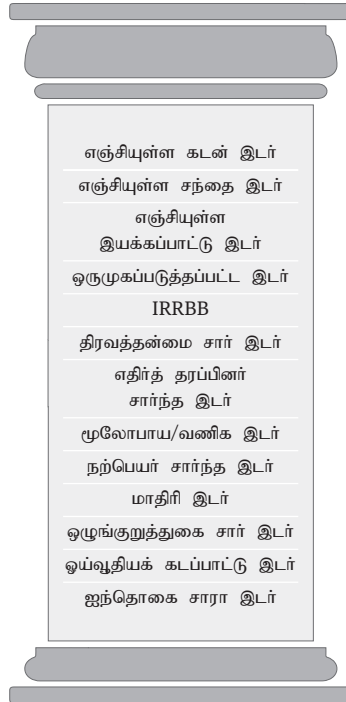 எஞ்சியுள்ள கடன் இடர்
எஞ்சியுள்ள சந்தை இடர்
எஞ்சியுள்ள
இயக்கப்பாட்டு இடர்
ஒருமுகப்படுத்தப்பட்ட இடர்
IRRBB
திரவத்தன்மை சார் இடர்
எதிர்த் தரப்பினர்
சார்ந்த இடர்
மூலோபாய/வணிக இடர்
நற்பெயர் சார்ந்த இடர்
மாதிரி இடர்
ஒழுங்குறுத்துகை சார் இடர்
ஓய்வூதியக் கடப்பாட்டு இடர்
ஐந்தொகை சாரா இடர்